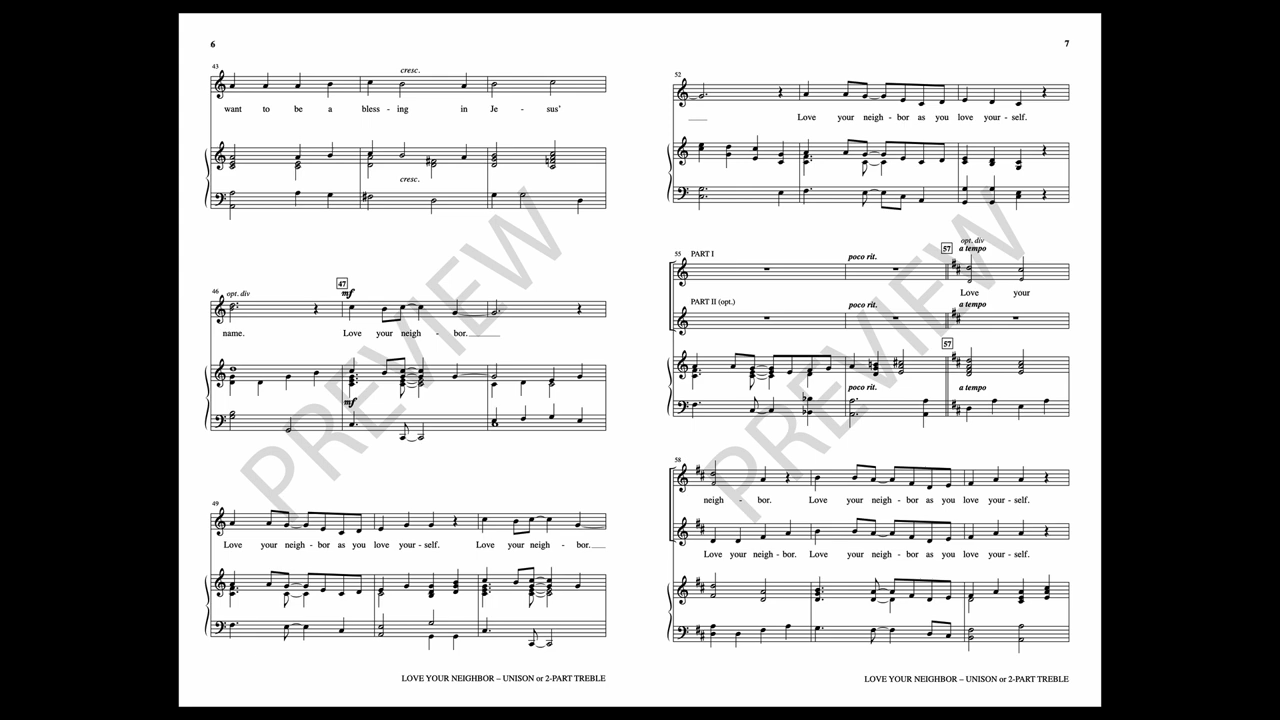 6
43
cresc.
want to be a bless - ing in Je - sus'
cresc.
47
46
opt. div
mf
name. Love your neigh - bor.
mf
49
Love your neigh - bor as you love your - self. Love your neigh - bor.
LOVE YOUR NEIGHBOR – UNISON or 2-PART TREBLE
7
52
Love your neigh - bor as you love your - self.
55
PART I
poco rit.
57
opt. div
a tempo
Love your
PART II (opt.)
poco rit.
a tempo
57
poco rit.
a tempo
58
neigh - bor. Love your neigh - bor as you love your - self.
Love your neigh - bor. Love your neigh - bor as you love your - self.
LOVE YOUR NEIGHBOR – UNISON or 2-PART TREBLE
PREVIEW
PREVIEW